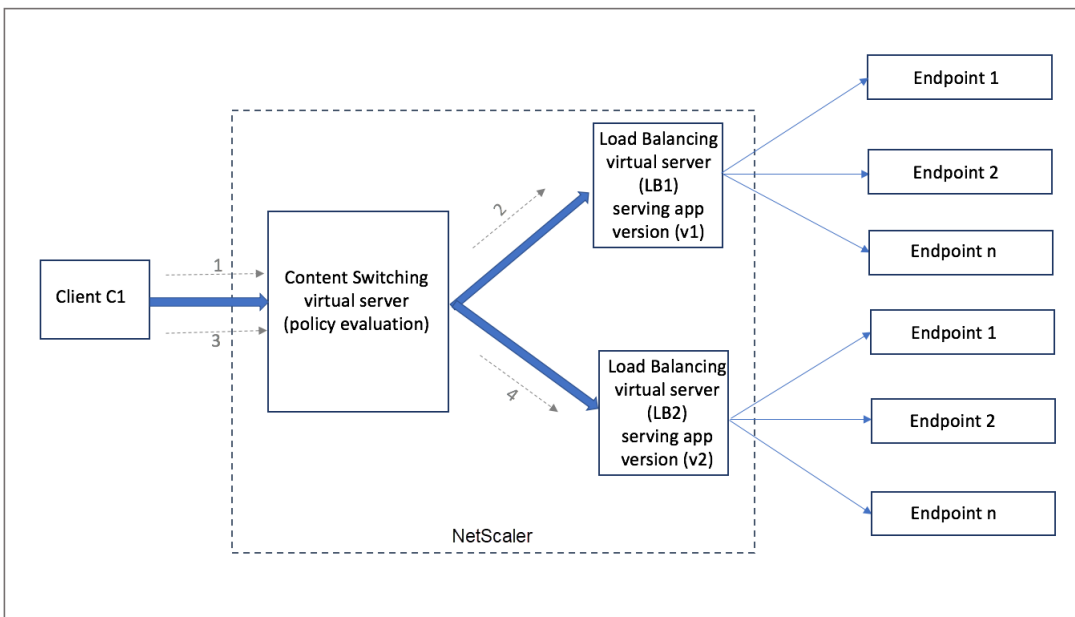 Client C1
1
3
Content Switching
virtual server
(policy evaluation)
2
4
Load Balancing
virtual server
(LB1)
serving app
version (v1)
Load Balancing
virtual server
(LB2)
serving app
version (v2)
NetScaler
Endpoint 1
Endpoint 2
Endpoint n
Endpoint 1
Endpoint 2
Endpoint n